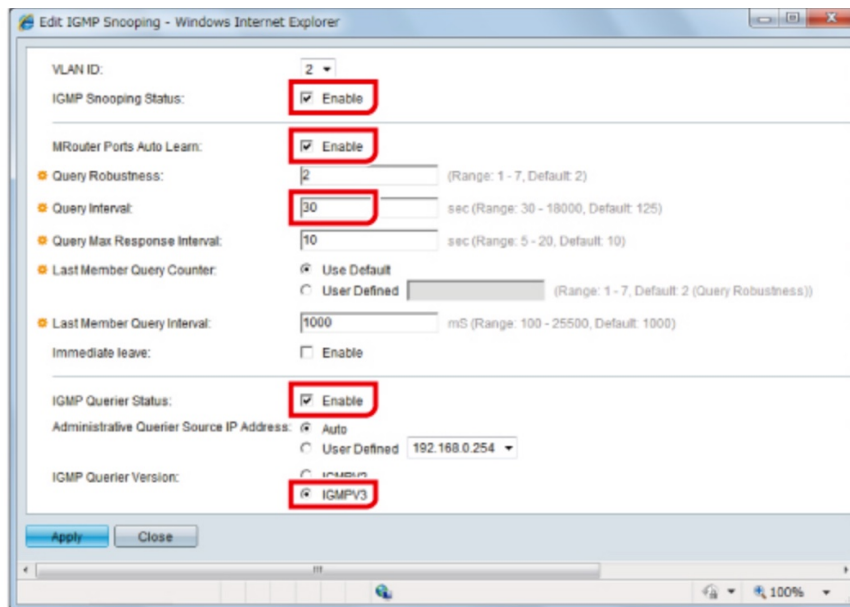 Edit IGMP Snooping - Windows Internet Explorer
VLAN ID: 2
IGMP Snooping Status: Enable
MRouter Ports Auto Learn: Enable
Query Robustness: 2 (Range: 1 - 7, Default: 2)
Query Interval: 30 sec (Range: 30 - 18000, Default: 125)
Query Max Response Interval: 10 sec (Range: 5 - 20, Default: 10)
Last Member Query Counter: Use Default
User Defined (Range: 1 - 7, Default: 2 (Query Robustness))
Last Member Query Interval: 1000 mS (Range: 100 - 25500, Default: 1000)
Immediate leave: Enable
IGMP Querier Status: Enable
Administrative Querier Source IP Address: Auto
User Defined 192.168.0.254
IGMP Querier Version: IGMPV2
IGMPV3
Apply Close
100%